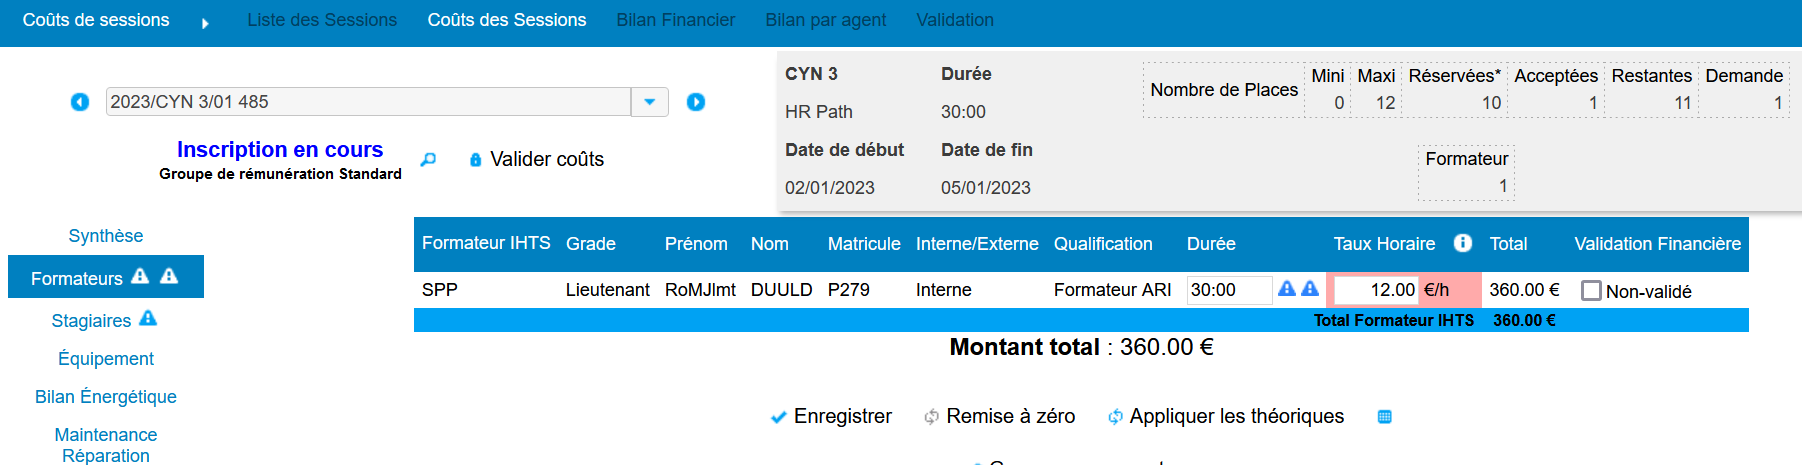 Coûts de sessions Liste des Sessions Coûts des Sessions Bilan Financier Bilan par agent Validation
2023/CYN 3/01 485
Inscription en cours
Groupe de rémunération Standard
Valider coûts
CYN 3 Durée
HR Path 30:00
Date de début Date de fin
02/01/2023 05/01/2023
Nombre de Places Mini Maxi Réservées* Acceptées Restantes Demande
0 12 10 1 11 1
Formateur
1
Synthèse
Formateurs
Stagiaires
Équipement
Bilan Énergétique
Maintenance
Réparation
Formateur IHTS Grade Prénom Nom Matricule Interne/Externe Qualification Durée Taux Horaire Total Validation Financière
SPP Lieutenant RoMJlmt DUULD P279 Interne Formateur ARI 30:00 12.00 €/h 360.00 € Non-validé
Total Formateur IHTS 360.00 €
Montant total : 360.00 €
Enregistrer Remise à zéro Appliquer les théoriques